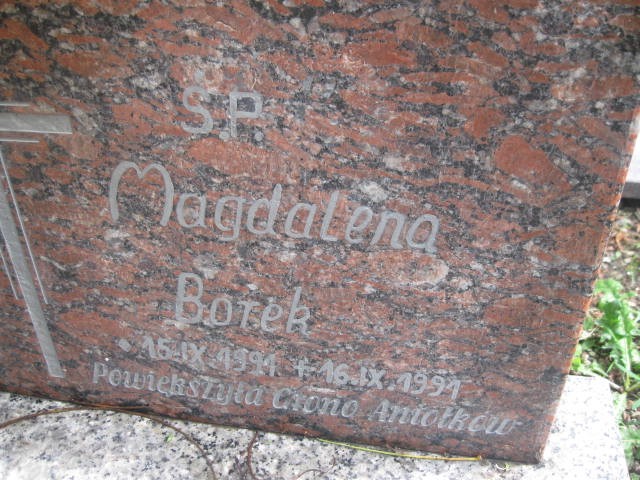 Ś.P.
Magdalena
Borek
* 15.IX.1991 + 16.IX.1991
Powiększyła Grono Aniołków